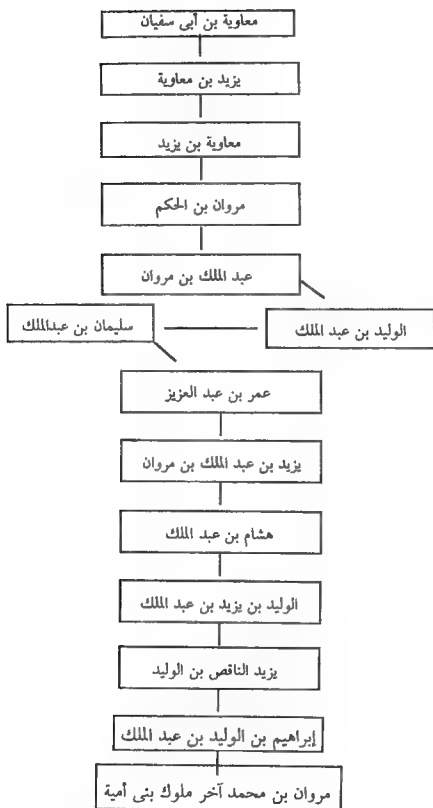 معاوية بن أبى سفيان
يزيد بن معاوية
معاوية بن يزيد
مروان بن الحكم
عبد الملك بن مروان
الوليد بن عبد الملك
سليمان بن عبدالملك
عمر بن عبد العزيز
يزيد بن عبد الملك بن مروان
هشام بن عبد الملك
الوليد بن يزيد بن عبد الملك
يزيد الناقص بن الوليد
إبراهيم بن الوليد بن عبد الملك
مروان بن محمد آخر ملوك بنى أمية